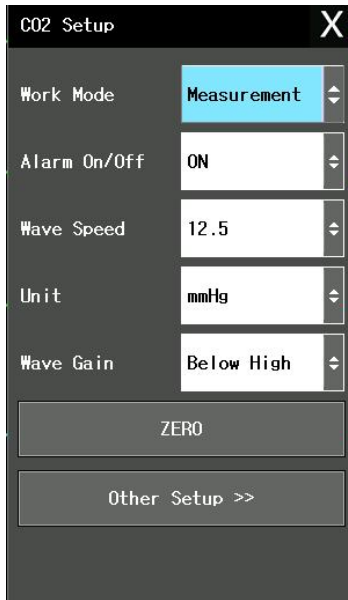 CO2 Setup X
Work Mode Measurement
Alarm On/Off ON
Wave Speed 12.5
Unit mmHg
Wave Gain Below High
ZERO
Other Setup >>